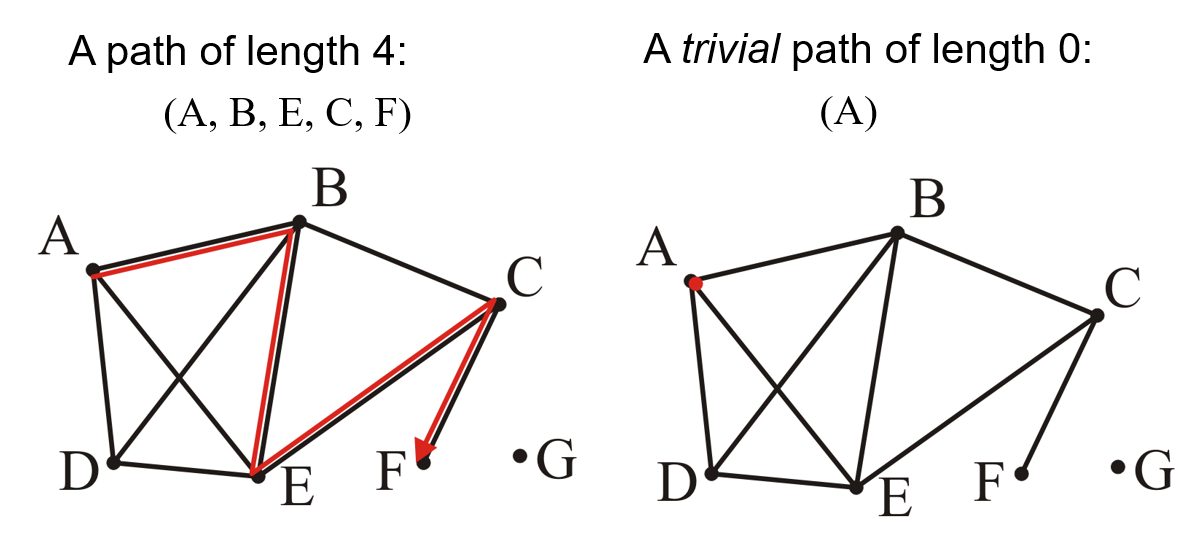 A path of length 4:
(A, B, E, C, F)
A
B
C
D
E
F
G
A trivial path of length 0:
(A)
A
B
C
D
E
F
G